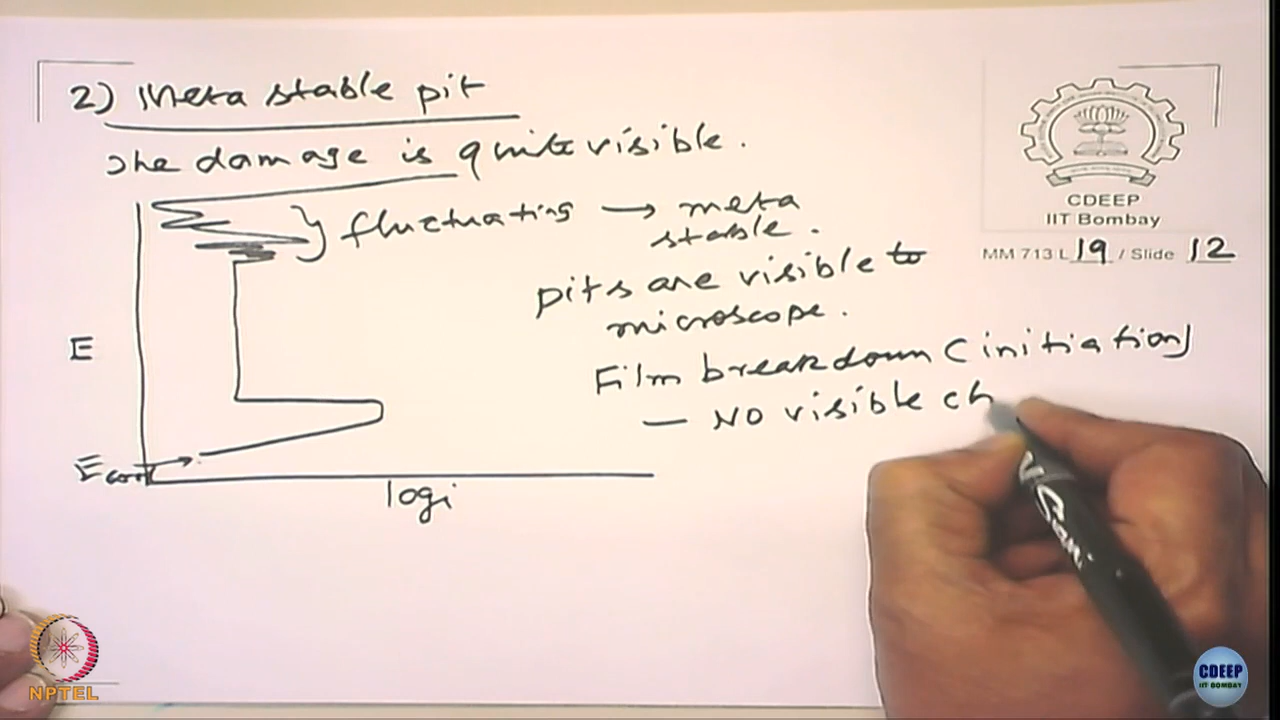 2) Meta stable pit
The damage is quite visible.
} fluctuating → meta
stable.
pits are visible to
microscope.
Film breakdown (initiation)
— No visible ch
E
Ecorr
log i
CDEEP
IIT Bombay
MM 713 L 19 / Slide 12
NPTEL
CDEEP
IIT BOMBAY